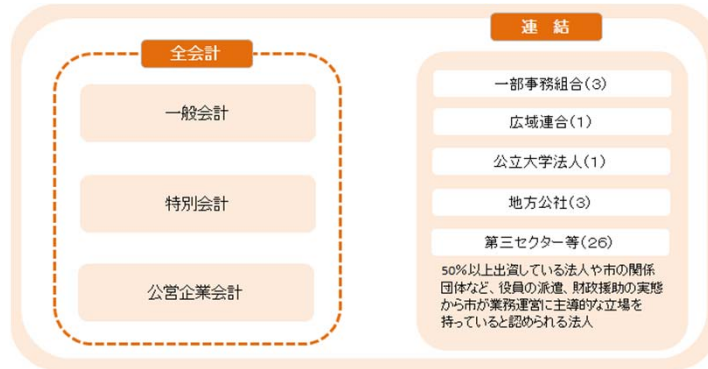 連 結
全会計
一般会計
特別会計
公営企業会計
一部事務組合(3)
広域連合(1)
公立大学法人(1)
地方公社(3)
第三セクター等(26)
50%以上出資している法人や市の関係
団体など、役員の派遣、財政援助の実態
から市が業務運営に主導的な立場を
持っていると認められる法人